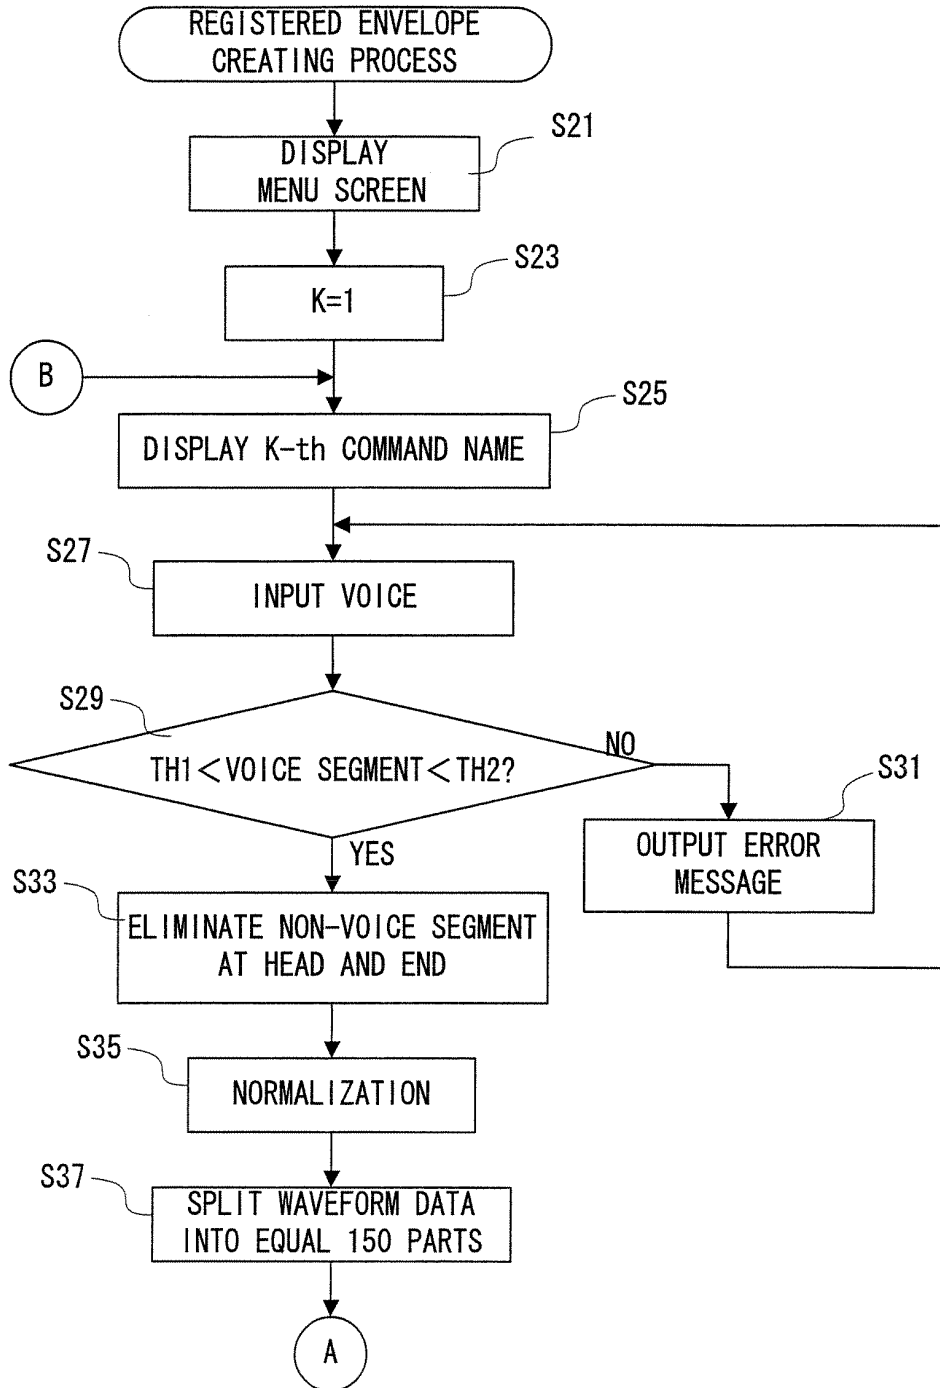 REGISTERED ENVELOPE
CREATING PROCESS
S21
DISPLAY
MENU SCREEN
S23
K=1
B
S25
DISPLAY K-th COMMAND NAME
S27
INPUT VOICE
S29
TH1<VOICE SEGMENT<TH2?
NO
S31
OUTPUT ERROR
MESSAGE
YES
S33
ELIMINATE NON-VOICE SEGMENT
AT HEAD AND END
S35
NORMALIZATION
S37
SPLIT WAVEFORM DATA
INTO EQUAL 150 PARTS
A